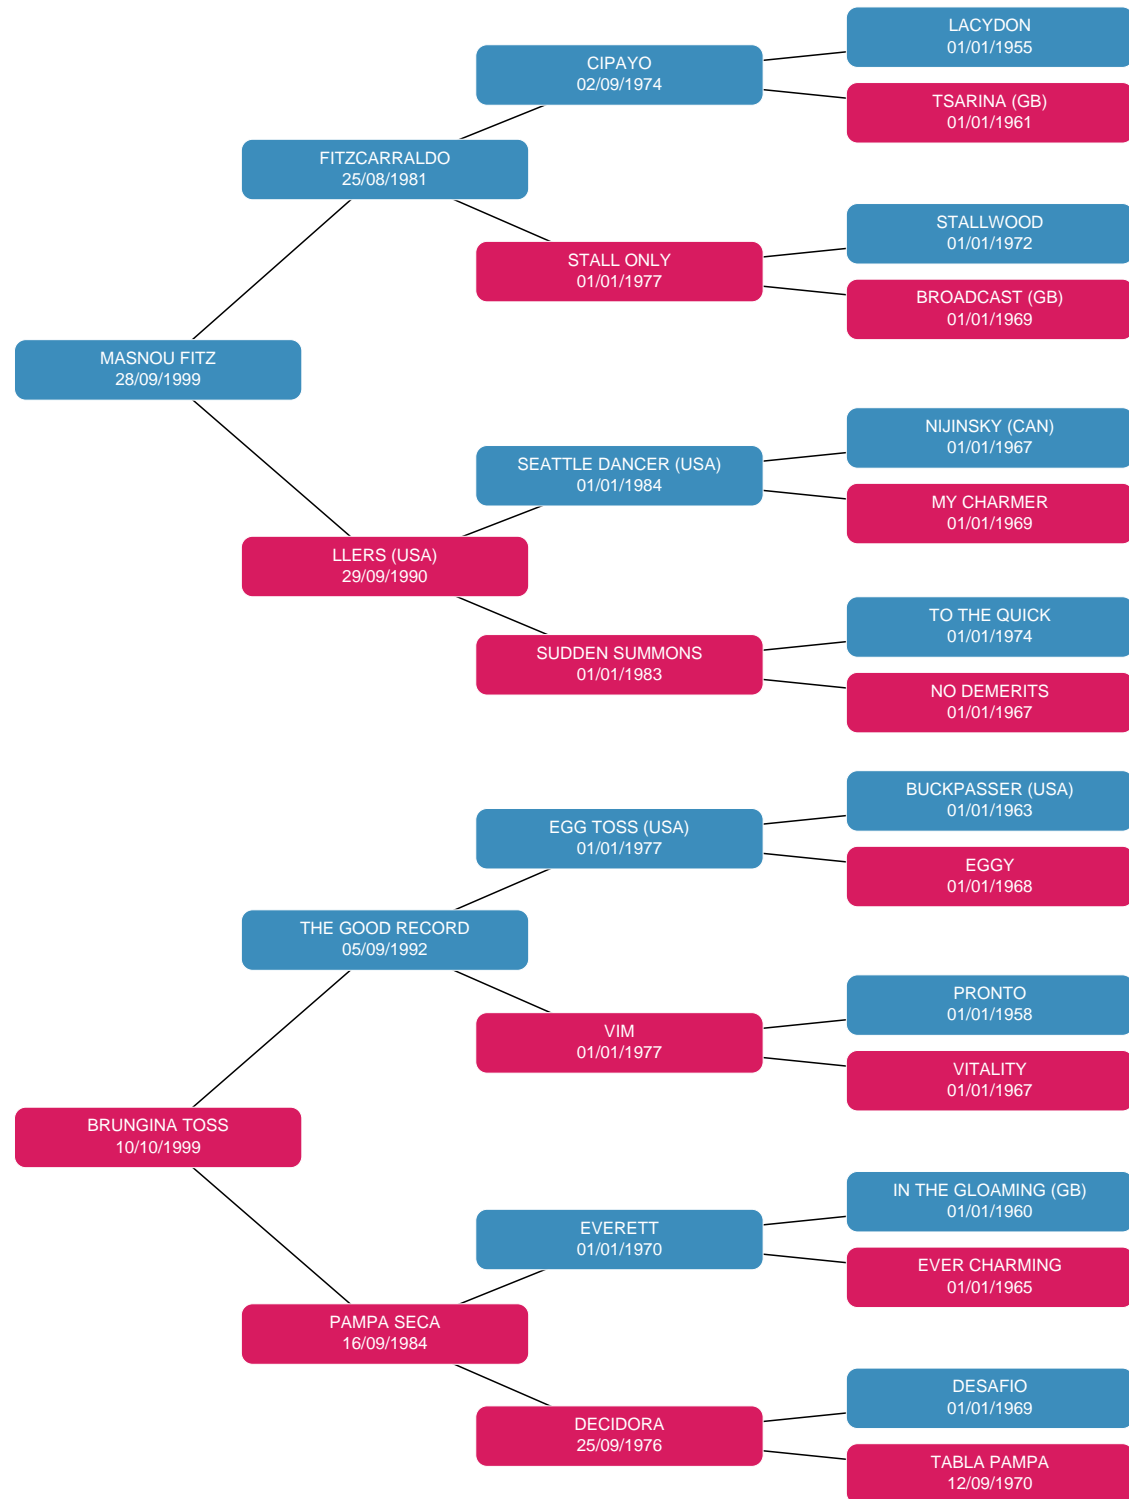 LACYDON
01/01/1955
CIPAYO
02/09/1974
TSARINA (GB)
01/01/1961
FITZCARRALDO
25/08/1981
STALLWOOD
01/01/1972
STALL ONLY
01/01/1977
BROADCAST (GB)
01/01/1969
MASNOU FITZ
28/09/1999
NIJINSKY (CAN)
01/01/1967
SEATTLE DANCER (USA)
01/01/1984
MY CHARMER
01/01/1969
LLERS (USA)
29/09/1990
TO THE QUICK
01/01/1974
SUDDEN SUMMONS
01/01/1983
NO DEMERITS
01/01/1967
BUCKPASSER (USA)
01/01/1963
EGG TOSS (USA)
01/01/1977
EGGY
01/01/1968
THE GOOD RECORD
05/09/1992
PRONTO
01/01/1958
VIM
01/01/1977
VITALITY
01/01/1967
BRUNGINA TOSS
10/10/1999
IN THE GLOAMING (GB)
01/01/1960
EVERETT
01/01/1970
EVER CHARMING
01/01/1965
PAMPA SECA
16/09/1984
DESAFIO
01/01/1969
DECIDORA
25/09/1976
TABLA PAMPA
12/09/1970